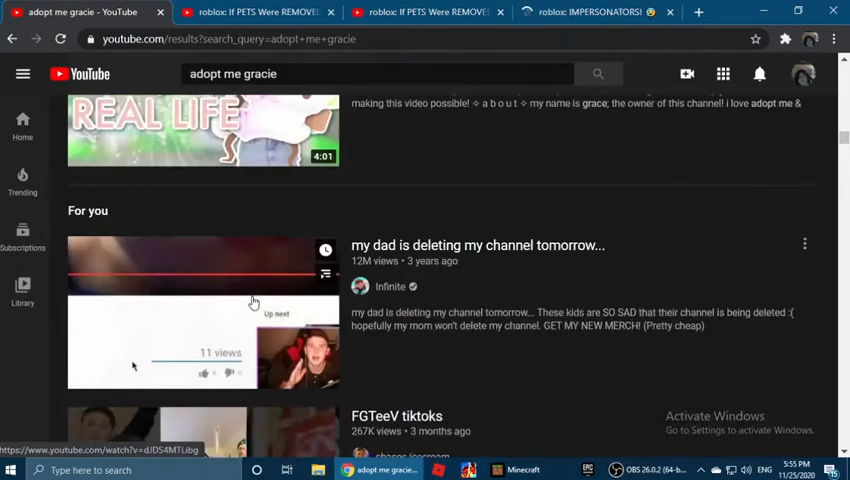 adopt me gracie - YouTube
roblox: If PETS Were REMOVED
roblox: If PETS Were REMOVED
roblox: IMPERSONATORS!
youtube.com/results?search_query=adopt+me+gracie
YouTube
adopt me gracie
making this video possible! ✧ a b o u t ✧ my name is grace; the owner of this channel! i love adopt me &
REAL LIFE
4:01
Home
Trending
Subscriptions
Library
For you
my dad is deleting my channel tomorrow...
12M views • 3 years ago
Infinite
my dad is deleting my channel tomorrow... These kids are SO SAD that their channel is being deleted :(
hopefully my mom won't delete my channel. GET MY NEW MERCH! (Pretty cheap)
Up next
11 views
FGTeeV tiktoks
267K views • 3 months ago
chases icecream
Activate Windows
Go to Settings to activate Windows.
https://www.youtube.com/watch?v=dJDS4MTLibg
Type here to search
adopt me gracie...
Minecraft
EPIC
OBS 26.0.2 (64-b...
ENG
5:55 PM
11/25/2020
15